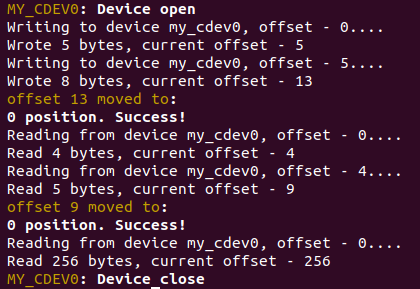 MY_CDEV0: Device open
Writing to device my_cdev0, offset - 0....
Wrote 5 bytes, current offset - 5
Writing to device my_cdev0, offset - 5....
Wrote 8 bytes, current offset - 13
offset 13 moved to:
0 position. Success!
Reading from device my_cdev0, offset - 0....
Read 4 bytes, current offset - 4
Reading from device my_cdev0, offset - 4....
Read 5 bytes, current offset - 9
offset 9 moved to:
0 position. Success!
Reading from device my_cdev0, offset - 0....
Read 256 bytes, current offset - 256
MY_CDEV0: Device close